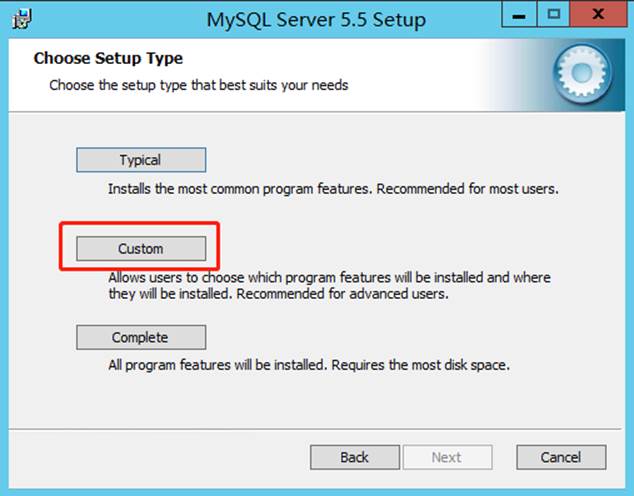 MySQL Server 5.5 Setup
Choose Setup Type
Choose the setup type that best suits your needs
Typical
Installs the most common program features. Recommended for most users.
Custom
Allows users to choose which program features will be installed and where
they will be installed. Recommended for advanced users.
Complete
All program features will be installed. Requires the most disk space.
Back
Next
Cancel